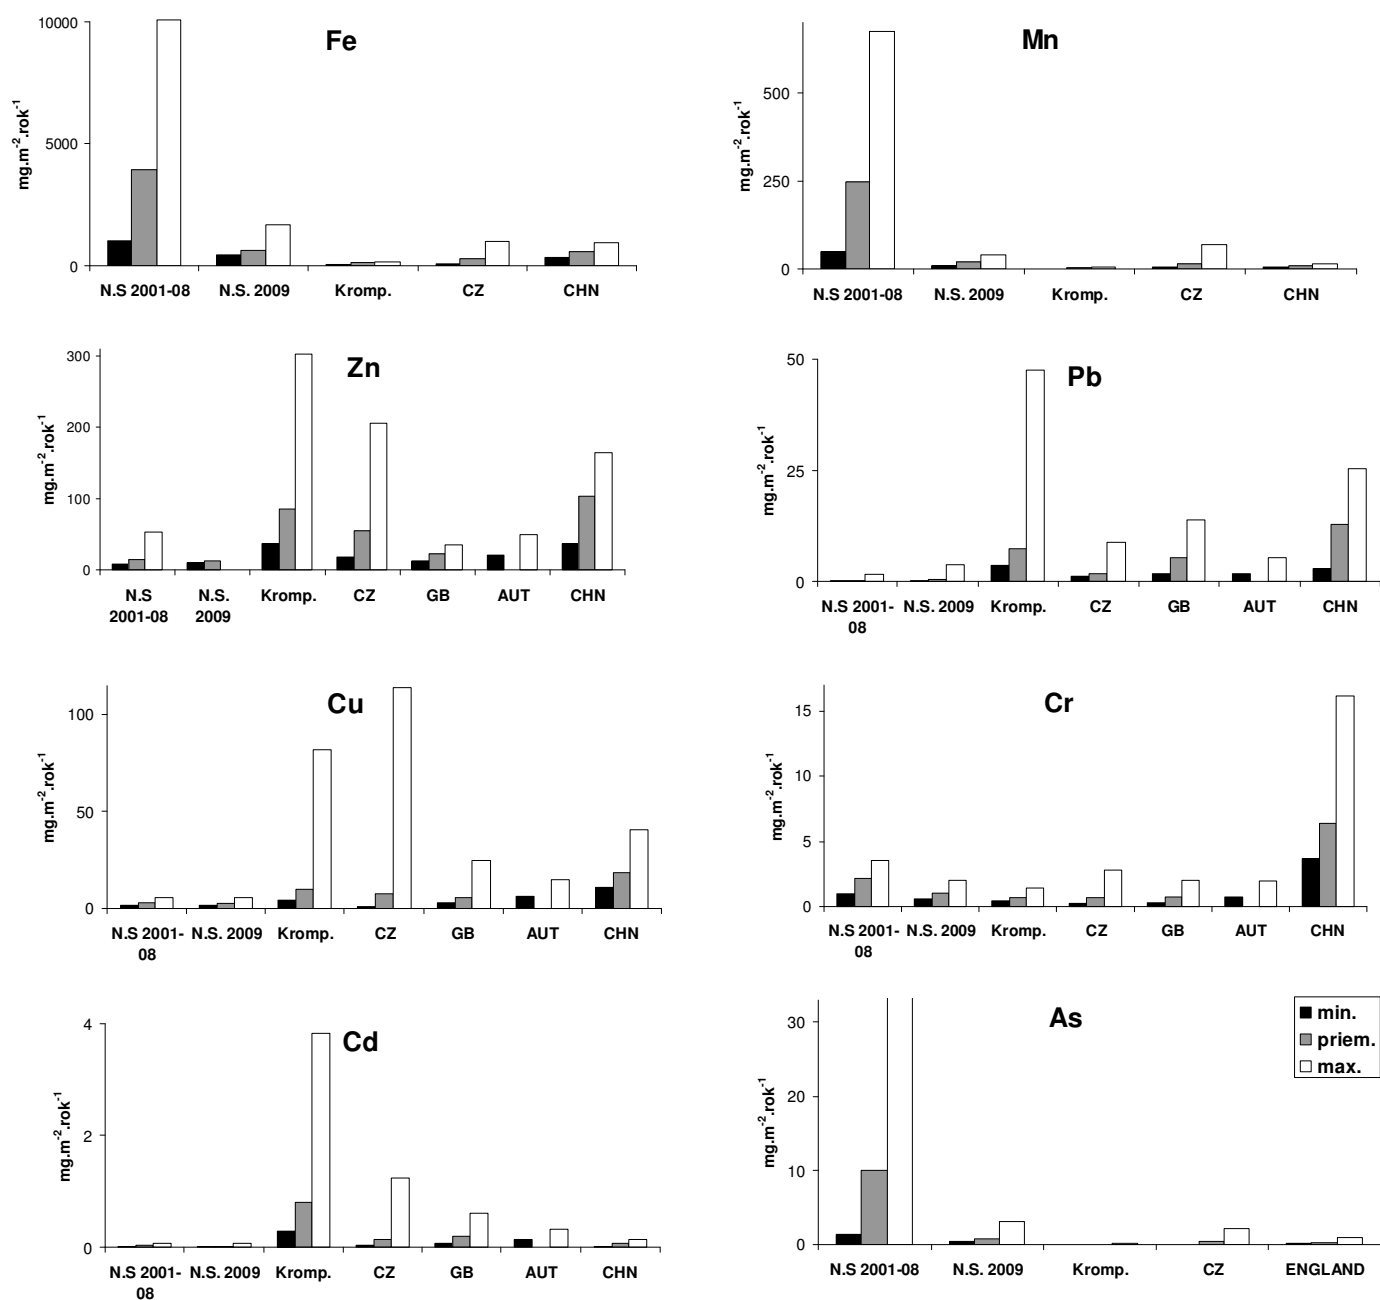 Fe
mg.m-2.rok-1
10000
5000
0
N.S 2001-08 N.S. 2009 Kromp. CZ CHN
Mn
mg.m-2.rok-1
500
250
0
N.S 2001-08 N.S. 2009 Kromp. CZ CHN
Zn
mg.m-2.rok-1
300
200
100
0
N.S N.S. Kromp. CZ GB AUT CHN
2001-08 2009
Pb
mg.m-2.rok-1
50
25
0
N.S 2001- N.S. 2009 Kromp. CZ GB AUT CHN
08
Cu
mg.m-2.rok-1
100
50
0
N.S 2001- N.S. 2009 Kromp. CZ GB AUT CHN
08
Cr
mg.m-2.rok-1
15
10
5
0
N.S 2001- N.S. 2009 Kromp. CZ GB AUT CHN
08
Cd
mg.m-2.rok-1
4
2
0
N.S 2001- N.S. 2009 Kromp. CZ GB AUT CHN
08
As
mg.m-2.rok-1
30
20
10
0
N.S 2001-08 N.S. 2009 Kromp. CZ ENGLAND
min.
priem.
max.